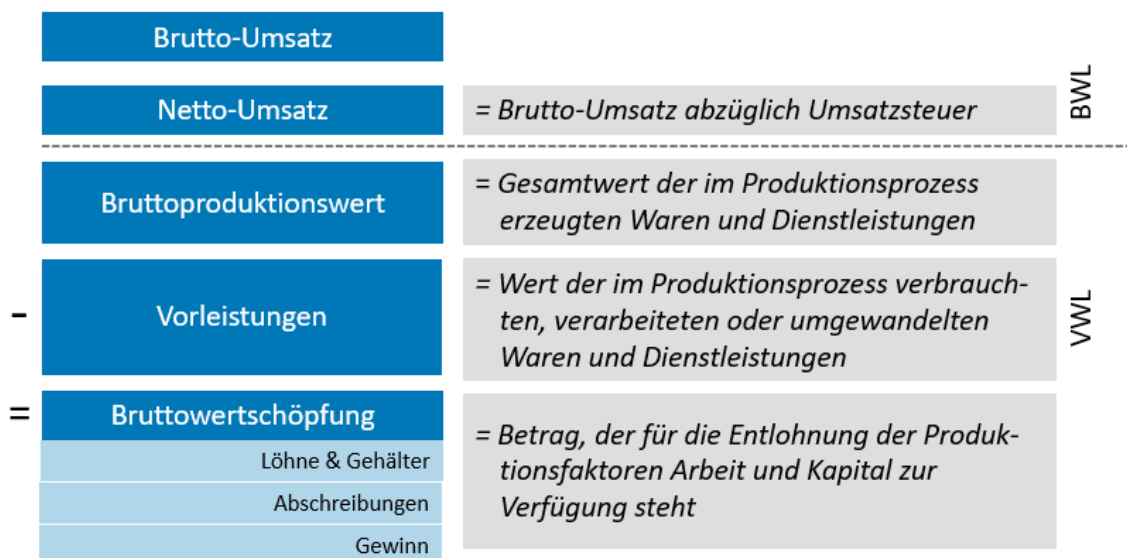 Brutto-Umsatz
Netto-Umsatz
= Brutto-Umsatz abzüglich Umsatzsteuer
BWL
Bruttoproduktionswert
= Gesamtwert der im Produktionsprozess
erzeugten Waren und Dienstleistungen
-
Vorleistungen
= Wert der im Produktionsprozess verbrauch-
ten, verarbeiteten oder umgewandelten
Waren und Dienstleistungen
VWL
=
Bruttowertschöpfung
Löhne & Gehälter
Abschreibungen
Gewinn
= Betrag, der für die Entlohnung der Produk-
tionsfaktoren Arbeit und Kapital zur
Verfügung steht